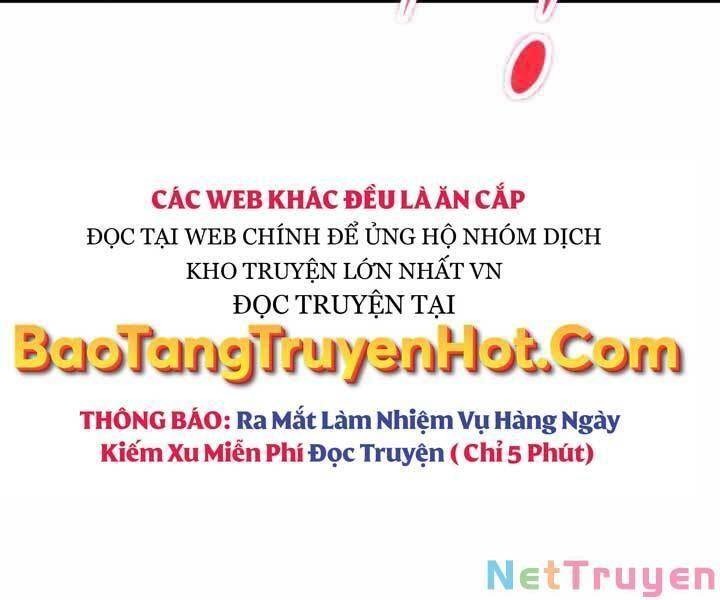 CÁC WEB KHÁC ĐỀU LÀ ĂN CẮP
ĐỌC TẠI WEB CHÍNH ĐỂ ỦNG HỘ NHÓM DỊCH
KHO TRUYỆN LỚN NHẤT VN
ĐỌC TRUYỆN TẠI
BaoTangTruyenHot.Com
THÔNG BÁO: Ra Mắt Làm Nhiệm Vụ Hàng Ngày
Kiếm Xu Miễn Phí Đọc Truyện ( Chỉ 5 Phút)
NetTruyen